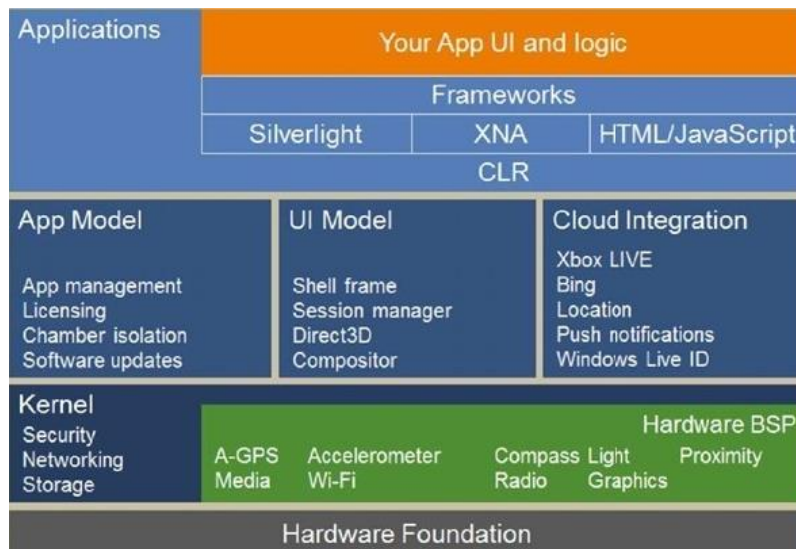 Applications
Your App UI and logic
Frameworks
Silverlight
XNA
HTML/JavaScript
CLR
App Model
App management
Licensing
Chamber isolation
Software updates
UI Model
Shell frame
Session manager
Direct3D
Compositor
Cloud Integration
Xbox LIVE
Bing
Location
Push notifications
Windows Live ID
Kernel
Security
Networking
Storage
Hardware BSP
A-GPS Accelerometer Compass Light Proximity
Media Wi-Fi Radio Graphics
Hardware Foundation